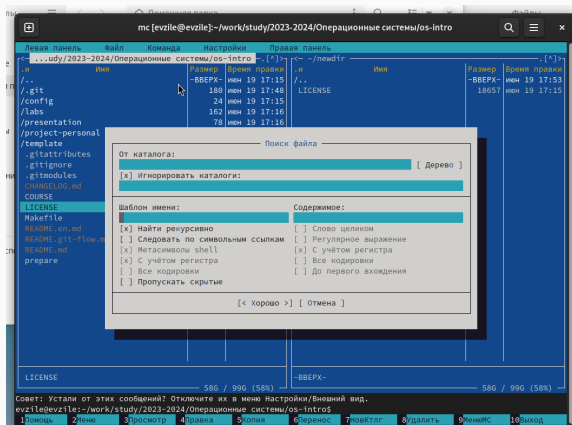 mc [evzile@evzile]:~/work/study/2023-2024/Операционные системы/os-intro
Левая панель Файл Команда Настройки Правая панель
...udy/2023-2024/Операционные системы/os-intro .[^]>
<- ~/newdir .[^]>
.и Имя Размер Время правки
.и Имя Размер Время правки
/.. -ВВЕРХ- июн 19 17:15
/.. -ВВЕРХ- июн 19 17:53
/.git 180 июн 19 17:48
LICENSE 18657 июн 19 17:15
/config 24 июн 19 17:15
/labs 162 июн 19 17:16
/presentation 78 июн 19 17:16
/project-personal
/template
.gitattributes
.gitignore
.gitmodules
CHANGELOG.md
COURSE
LICENSE
Makefile
README.en.md
README.git-flow.m
README.md
prepare
Поиск файла
От каталога:
[ Дерево ]
[x] Игнорировать каталоги:
Шаблон имени: Содержимое:
[x] Найти рекурсивно [ ] Слово целиком
[ ] Следовать по символьным ссылкам [ ] Регулярное выражение
[x] Метасимволы shell [x] С учётом регистра
[x] С учётом регистра [ ] Все кодировки
[ ] Все кодировки [ ] До первого вхождения
[ ] Пропускать скрытые
[< Хорошо >] [ Отмена ]
LICENSE -ВВЕРХ-
58G / 99G (58%) 58G / 99G (58%)
Совет: Устали от этих сообщений? Отключите их в меню Настройки/Внешний вид.
evzile@evzile:~/work/study/2023-2024/Операционные системы/os-intro$
1Помощь 2Меню 3Просмотр 4Правка 5Копия 6Перенос 7НовКтлг 8Удалить 9МенюMC 10Выход